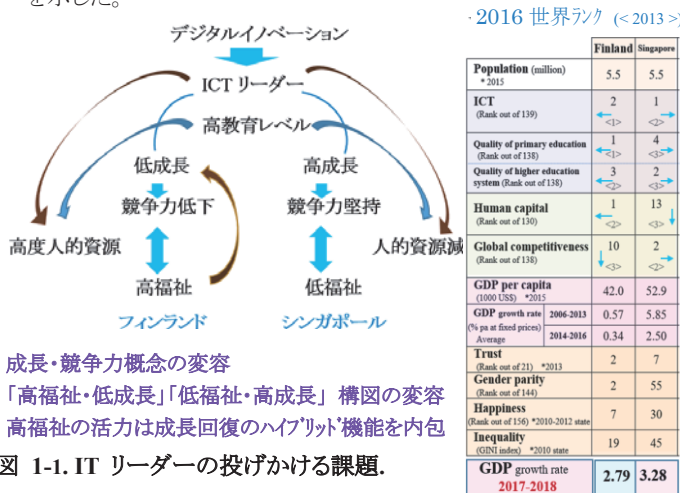 を示した。
デジタルイノベーション
ICT リーダー
高教育レベル
低成長 高成長
競争力低下 競争力堅持
高度人的資源 人的資源減
高福祉 低福祉
フィンランド シンガポール
成長・競争力概念の変容
「高福祉・低成長」「低福祉・高成長」 構図の変容
高福祉の活力は成長回復のハイブリッド機能を内包
図 1-1. IT リーダーの投げかける課題.
・2016 世界ランク (< 2013 >)
Finland Singapore
Population (million) 5.5 5.5
* 2015
ICT 2 1
(Rank out of 139) <1> <2>
Quality of primary education 1 4
(Rank out of 138) <1> <3>
Quality of higher education 3 2
system (Rank out of 138) <2> <3>
Human capital 1 13
(Rank out of 130) <2> <3>
Global competitiveness 10 2
(Rank out of 138) <3> <2>
GDP per capita 42.0 52.9
(1000 US$) *2015
GDP growth rate 2006-2013 0.57 5.85
(% pa at fixed prices)
Average 2014-2016 0.34 2.50
Trust 2 7
(Rank out of 21) *2013
Gender parity 2 55
(Rank out of 144)
Happiness 7 30
(Rank out of 156) *2010-2012 state
Inequality 19 45
(GINI index) *2010 state
GDP growth rate 2.79 3.28
2017-2018